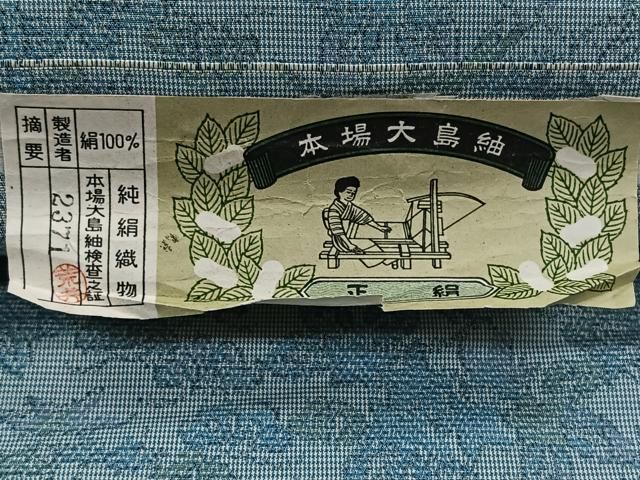 本場大島紬
正絹
絹100%
純絹織物
本場大島紬検査之証
製造者
2371
摘要